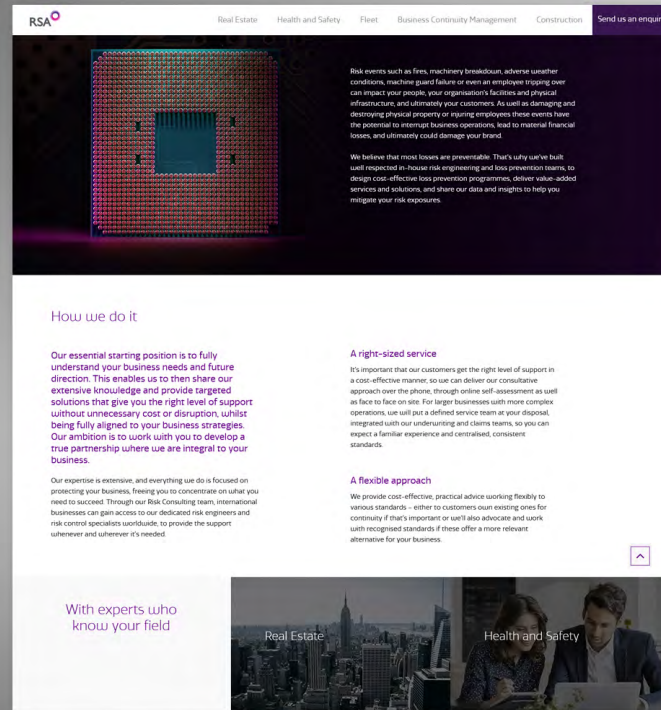 RSA
Real Estate
Health and Safety
Fleet
Business Continuity Management
Construction
Send us an enquir
Risk events such as fires, machinery breakdown, adverse weather
conditions, machine guard failure or even an employee tripping over
can impact your people, your organisation's facilities and physical
infrastructure, and ultimately your customers. As well as damaging and
destroying physical property or injuring employees these events have
the potential to interrupt business operations, lead to material financial
losses, and ultimately could damage your brand.
We believe that most losses are preventable. That's why we've built
well respected in-house risk engineering and loss prevention teams, to
design cost-effective loss prevention programmes, deliver value-added
services and solutions, and share our data and insights to help you
mitigate your risk exposures.
How we do it
Our essential starting position is to fully
understand your business needs and future
direction. This enables us to then share our
extensive knowledge and provide targeted
solutions that give you the right level of support
without unnecessary cost or disruption, whilst
being fully aligned to your business strategies.
Our ambition is to work with you to develop a
true partnership where we are integral to your
business.
Our expertise is extensive, and everything we do is focused on
protecting your business, freeing you to concentrate on what you
need to succeed. Through our Risk Consulting team, international
businesses can gain access to our dedicated risk engineers and
risk control specialists worldwide, to provide the support
whenever and wherever it's needed.
A right-sized service
It's important that our customers get the right level of support in
a cost-effective manner, so we can deliver our consultative
approach over the phone, through online self-assessment as well
as face to face on site. For larger businesses with more complex
operations, we will put a defined service team at your disposal,
integrated with our underwriting and claims teams, so you can
expect a familiar experience and centralised, consistent
standards.
A flexible approach
We provide cost-effective, practical advice working flexibly to
various standards – either to customers own existing ones for
continuity if that's important or we'll also advocate and work
with recognised standards if these offer a more relevant
alternative for your business.
With experts who
know your field
Real Estate
Health and Safety